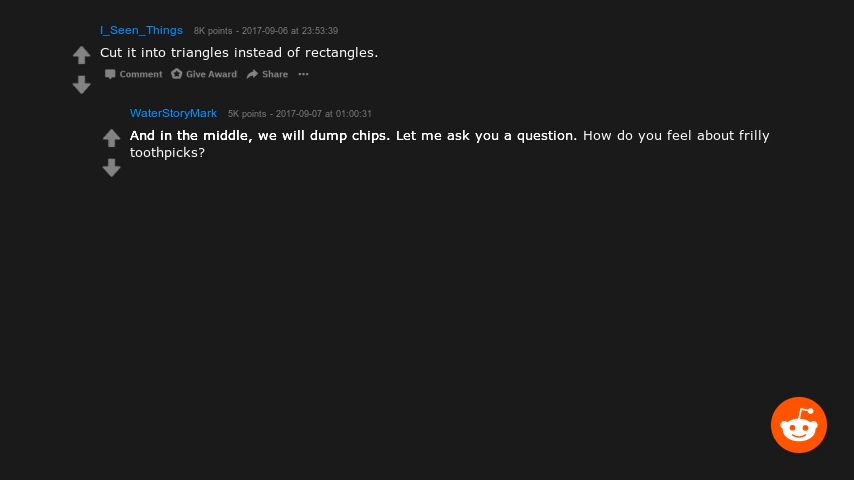 I_Seen_Things 8K points - 2017-09-06 at 23:53:39
Cut it into triangles instead of rectangles.
Comment Give Award Share ···
WaterStoryMark 5K points - 2017-09-07 at 01:00:31
And in the middle, we will dump chips. Let me ask you a question. How do you feel about frilly
toothpicks?